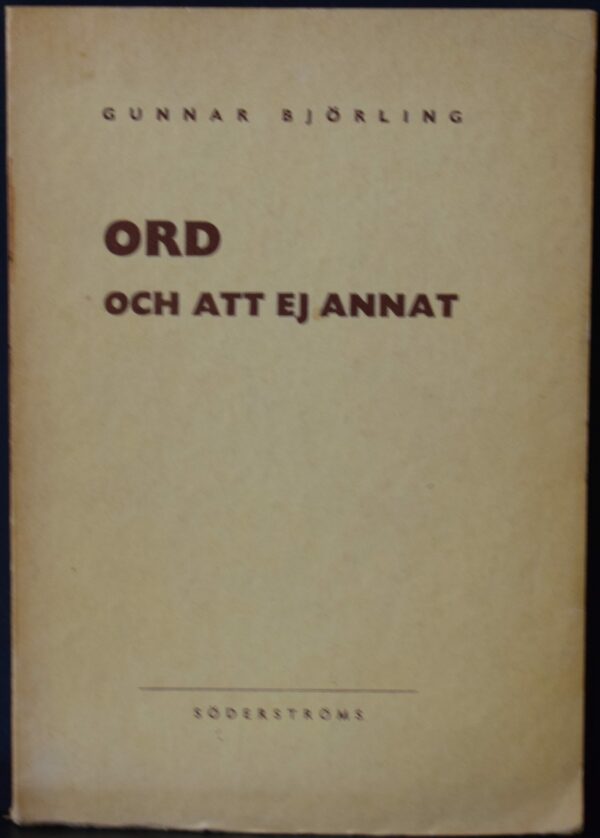 GUNNAR BJÖRLING
ORD
OCH ATT EJ ANNAT
SÖDERSTRÖMS